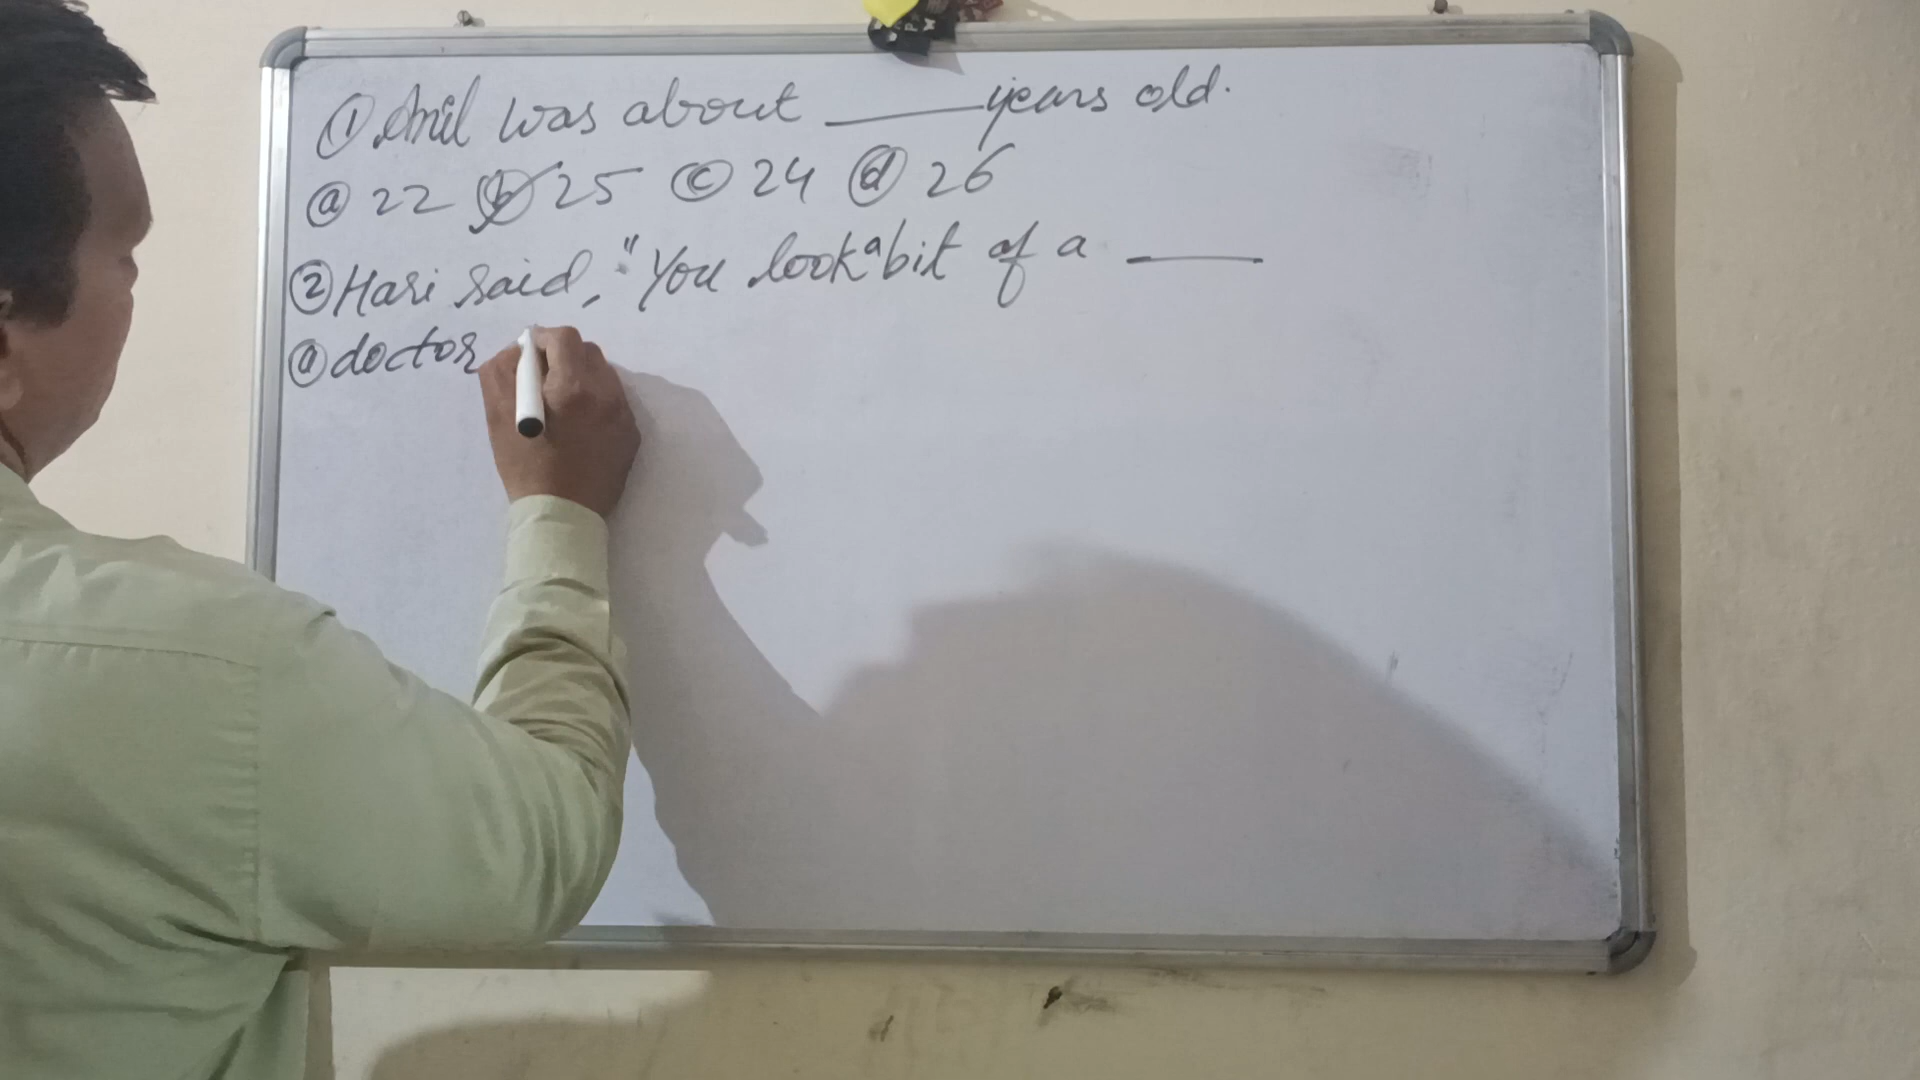 ① Anil was about ____ years old.
ⓐ 22 ⓑ 25 ⓒ 24 ⓓ 26
② Hari said, "You look a bit of a ____
ⓐ doctor